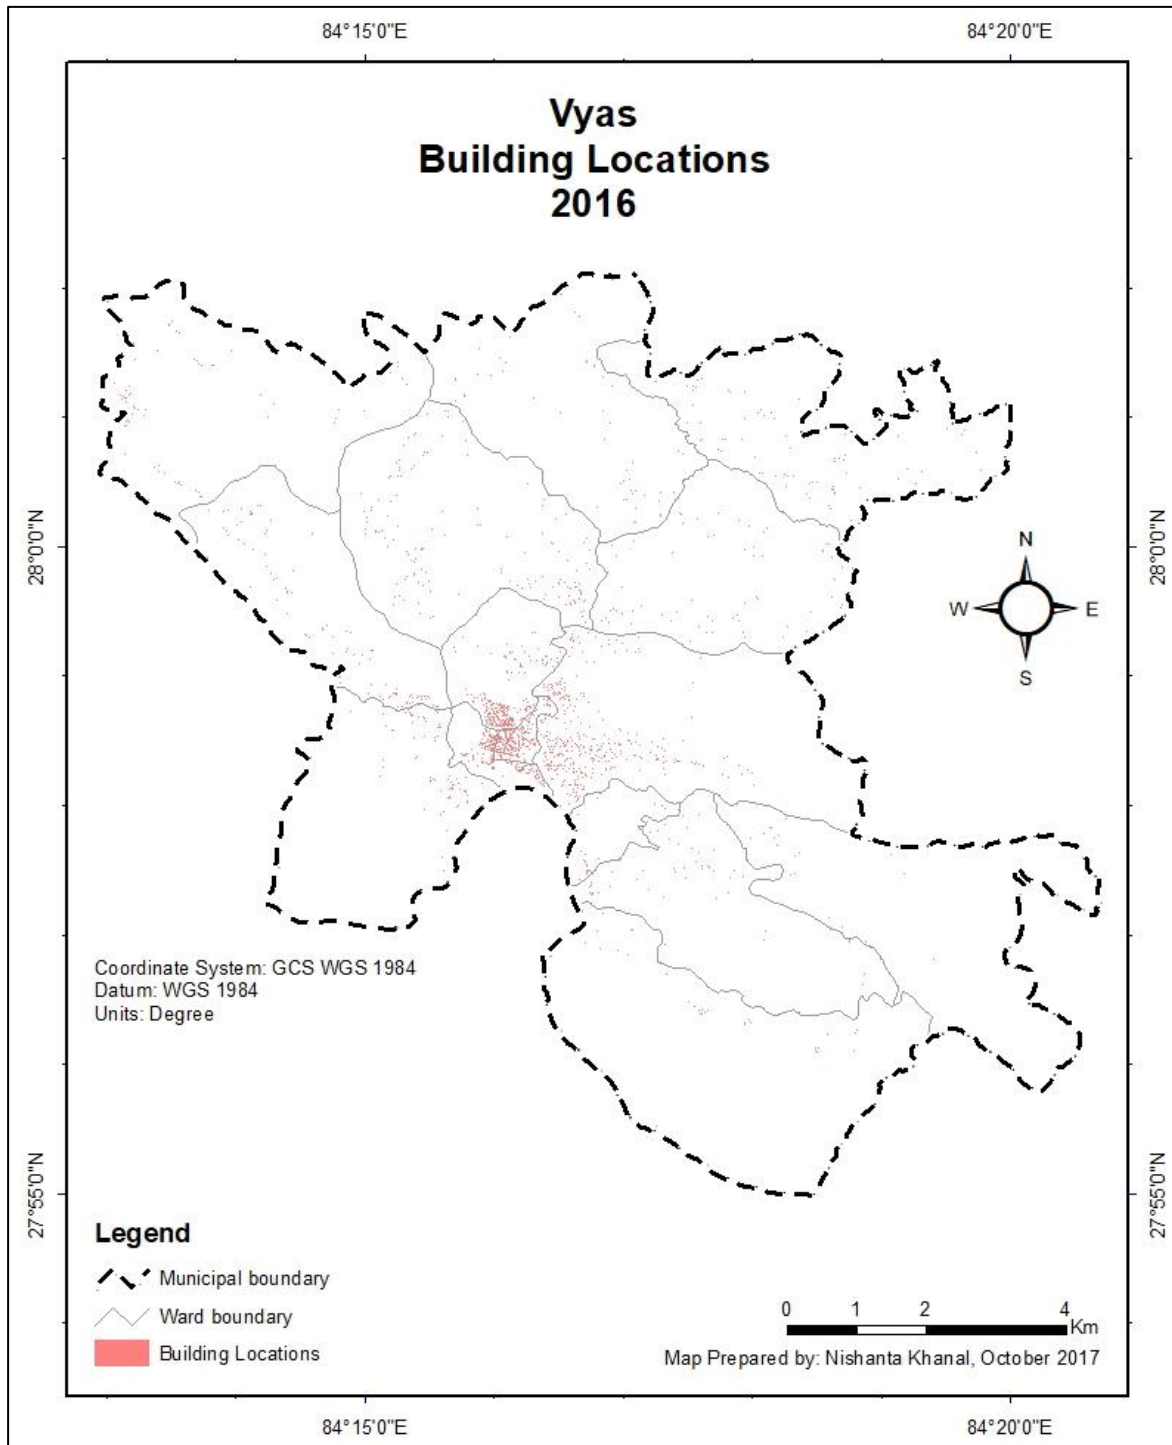 84°15'0"E
84°20'0"E
Vyas
Building Locations
2016
28°0'0"N
28°0'0"N
N
W
E
S
Coordinate System: GCS WGS 1984
Datum: WGS 1984
Units: Degree
27°55'0"N
27°55'0"N
Legend
Municipal boundary
Ward boundary
Building Locations
0 1 2 4
Km
Map Prepared by: Nishanta Khanal, October 2017
84°15'0"E
84°20'0"E